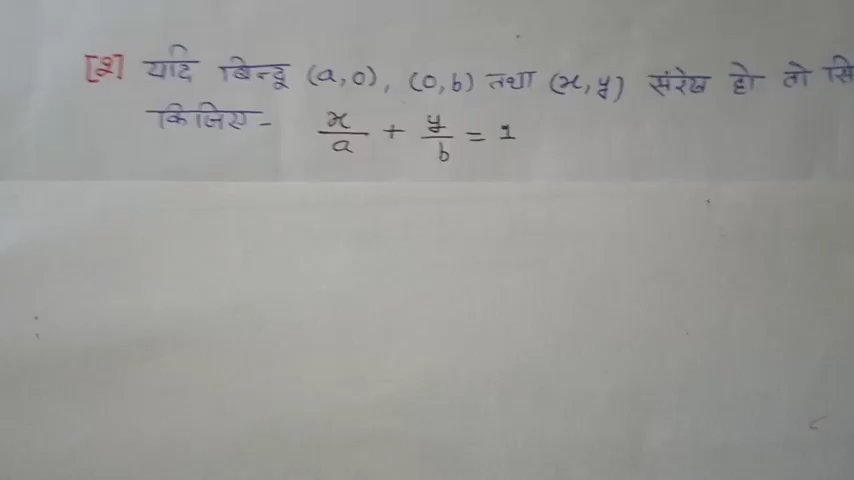 [2] यदि बिन्दू (a,0), (0,b) तथा (x,y) संरेख हो तो सि
किजिए- x/a + y/b = 1